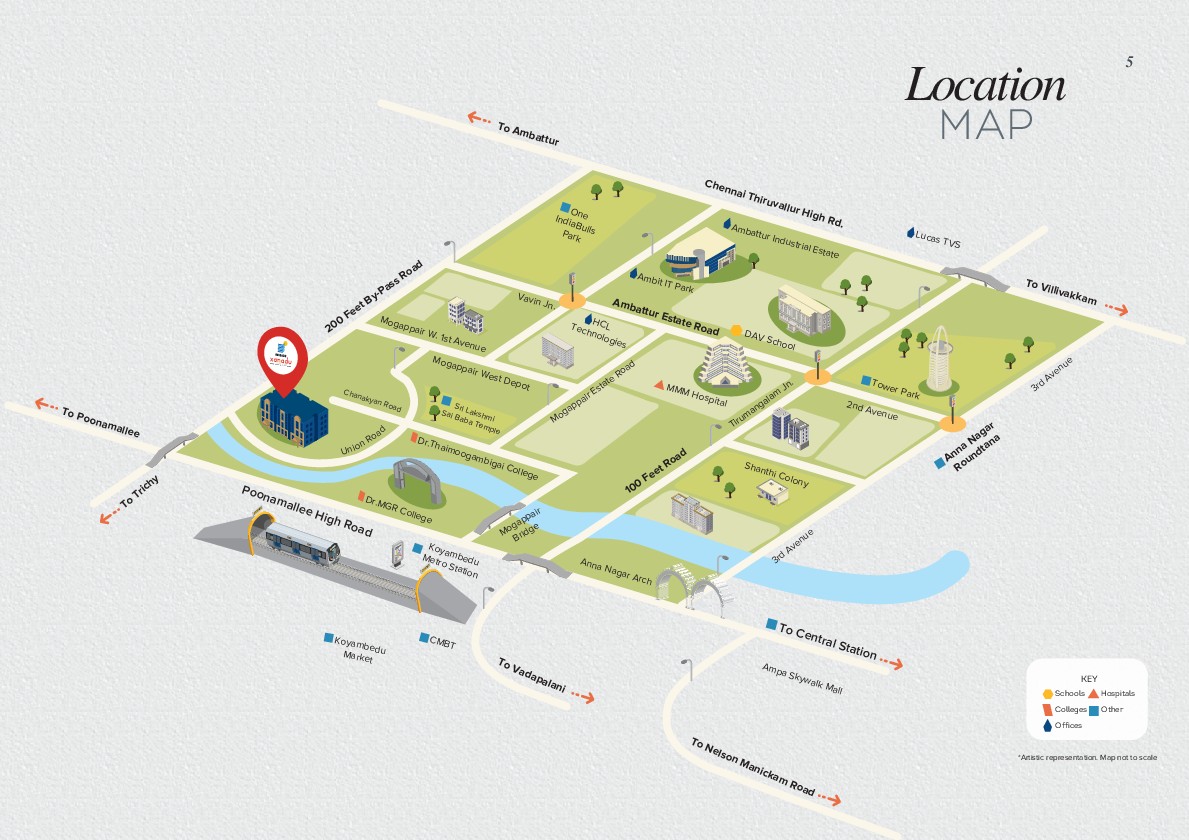 5
Location
MAP
To Ambattur
Chennai Thiruvallur High Rd.
One
IndiaBulls
Park
Ambattur Industrial Estate
Lucas TVS
200 Feet By-Pass Road
Ambit IT Park
To Villivakkam
Vavin Jn.
Ambattur Estate Road
HCL
Technologies
Mogappair W. 1st Avenue
DAV School
xanadu
Mogappair West Depot
Mogappair Estate Road
MMM Hospital
Tower Park
3rd Avenue
Chanakyan Road
Sri Lakshmi
Sai Baba Temple
Tirumangalam Jn.
2nd Avenue
To Poonamallee
Union Road
Dr.Thaimoogambigai College
Anna Nagar
Roundtana
100 Feet Road
Shanthi Colony
To Trichy
Poonamallee High Road
Dr.MGR College
Mogappair
Bridge
3rd Avenue
Koyambedu
Metro Station
Anna Nagar Arch
Koyambedu
Market
CMBT
To Central Station
To Vadapalani
Ampa Skywalk Mall
To Nelson Manickam Road
KEY
Schools Hospitals
Colleges Other
Offices
*Artistic representation. Map not to scale